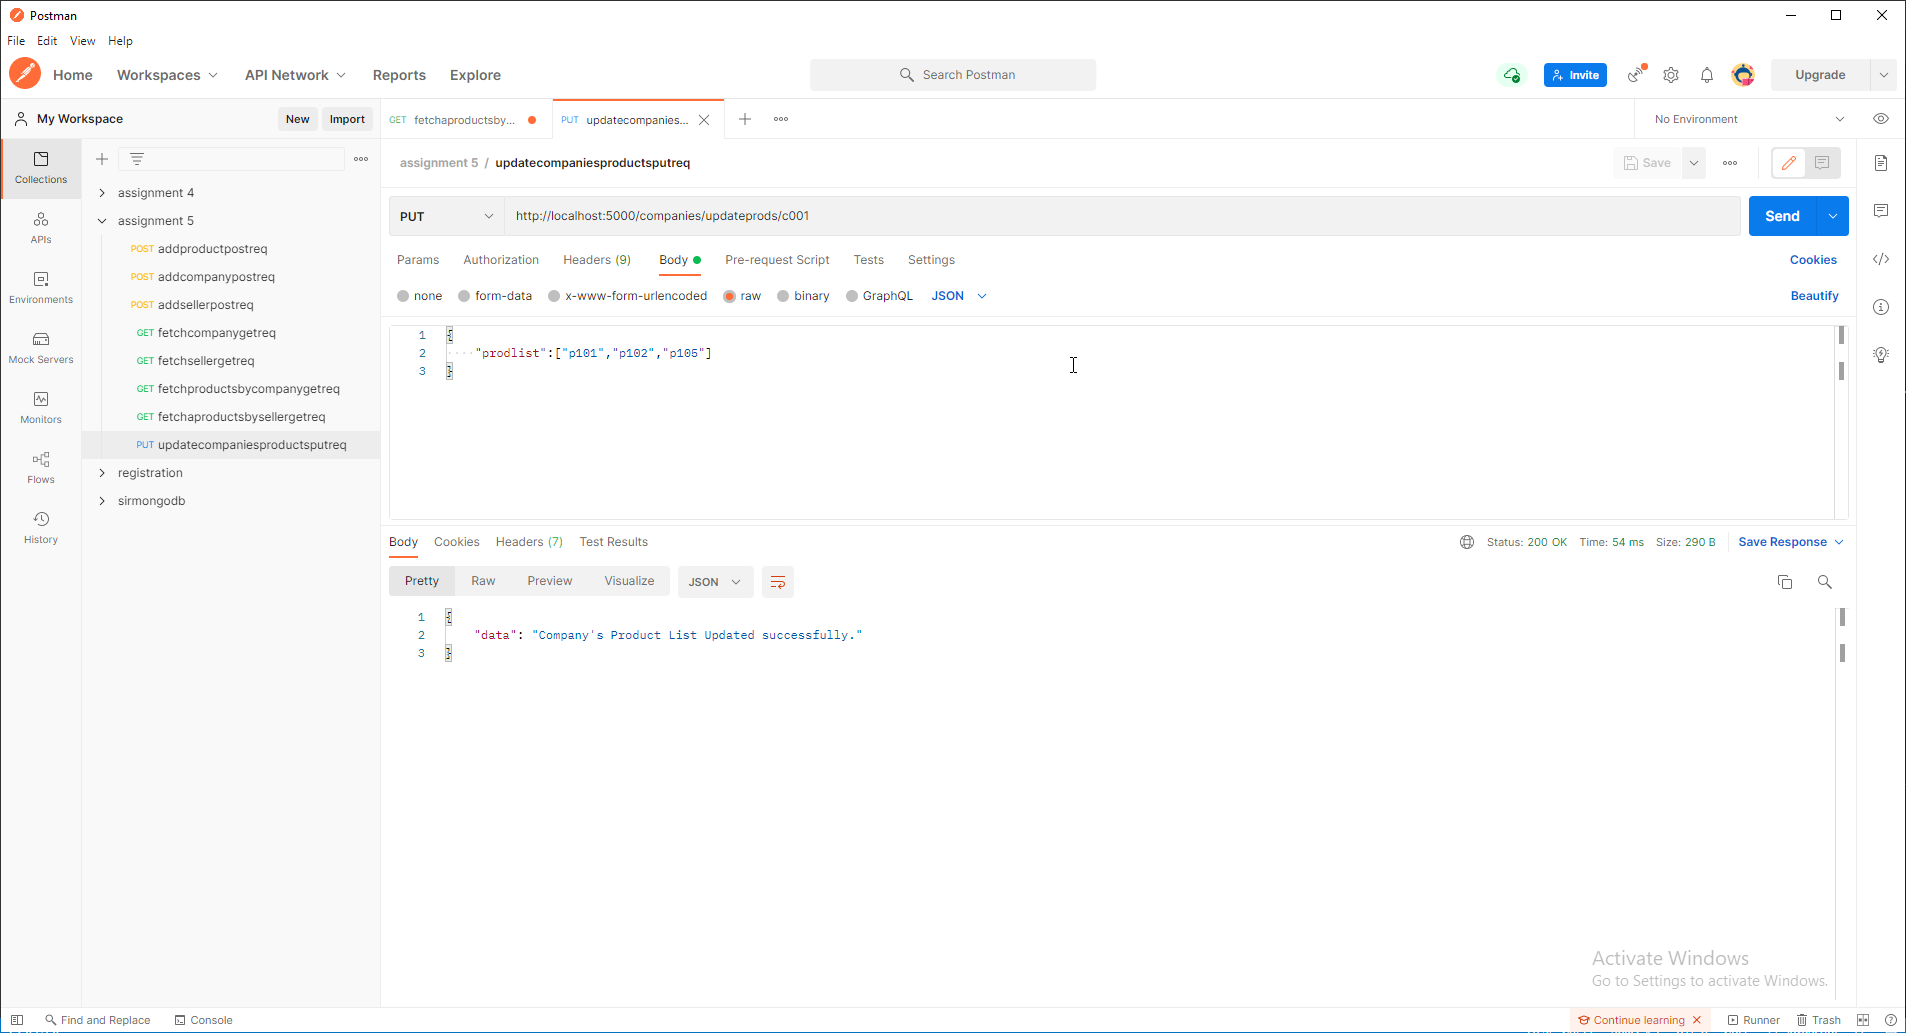 Postman
File Edit View Help
Home Workspaces API Network Reports Explore Search Postman Invite Upgrade
My Workspace New Import
GET fetchaproductsby... PUT updatecompanies... No Environment
Collections
APIs
Environments
Mock Servers
Monitors
Flows
History
assignment 4
assignment 5
POST addproductpostreq
POST addcompanypostreq
POST addsellerpostreq
GET fetchcompanygetreq
GET fetchsellergetreq
GET fetchproductsbycompanygetreq
GET fetchaproductsbysellergetreq
PUT updatecompaniesproductsputreq
registration
sirmongodb
assignment 5 / updatecompaniesproductsputreq Save
PUT http://localhost:5000/companies/updateprods/c001 Send
Params Authorization Headers (9) Body Pre-request Script Tests Settings Cookies
none form-data x-www-form-urlencoded raw binary GraphQL JSON Beautify
1 {
2 "prodlist":["p101","p102","p105"]
3 }
Body Cookies Headers (7) Test Results Status: 200 OK Time: 54 ms Size: 290 B Save Response
Pretty Raw Preview Visualize JSON
1 {
2 "data": "Company's Product List Updated successfully."
3 }
Activate Windows
Go to Settings to activate Windows.
Find and Replace Console Continue learning Runner Trash